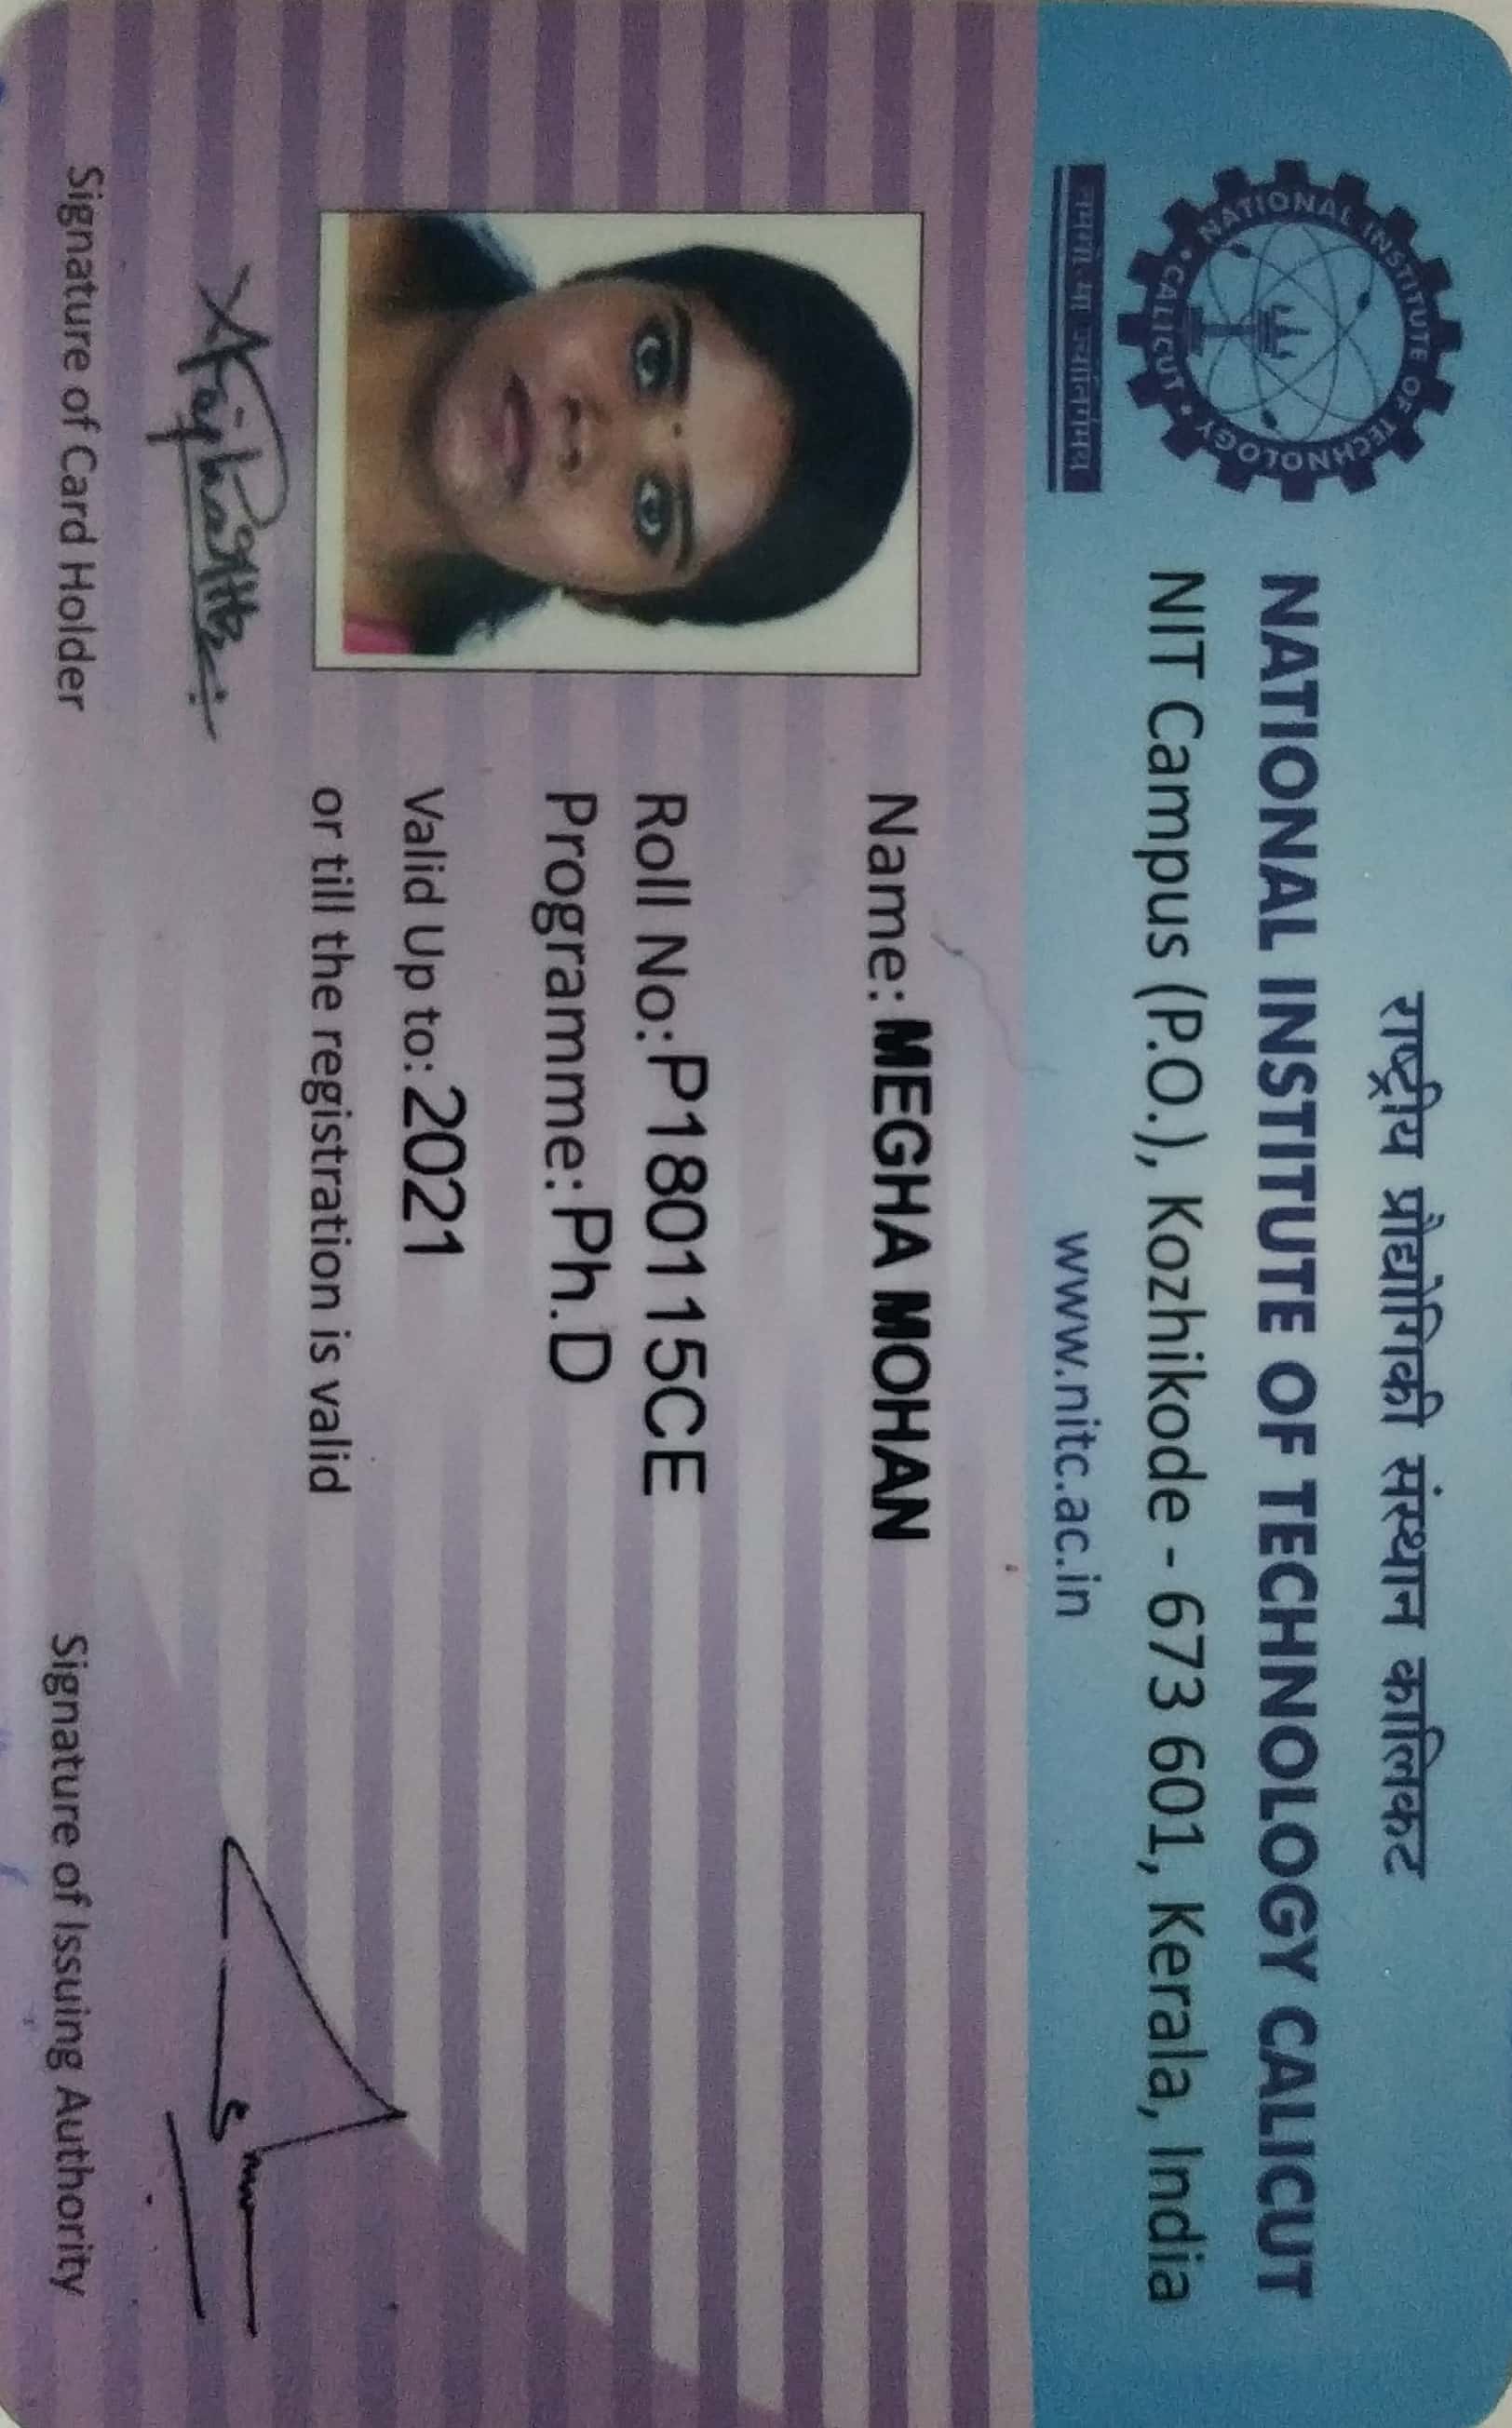 राष्ट्रीय प्रौद्योगिकी संस्थान कालिकट
NATIONAL INSTITUTE OF TECHNOLOGY CALICUT
NIT Campus (P.O.), Kozhikode - 673 601, Kerala, India
www.nitc.ac.in
NATIONAL INSTITUTE OF TECHNOLOGY
CALICUT
तमसो मा ज्योतिर्गमय
Name: MEGHA MOHAN
Roll No: P180115CE
Programme: Ph.D
Valid Up to: 2021
or till the registration is valid
Signature of Card Holder
Signature of Issuing Authority